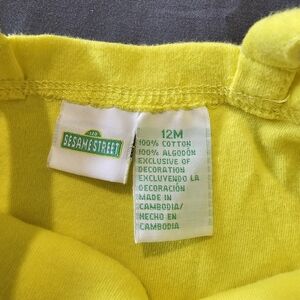 123
SESAME STREET
12M
100% COTTON
100% ALGODÓN
EXCLUSIVE OF
DECORATION
EXCLUYENDO LA
DECORACIÓN
MADE IN
CAMBODIA/
HECHO EN
CAMBODIA